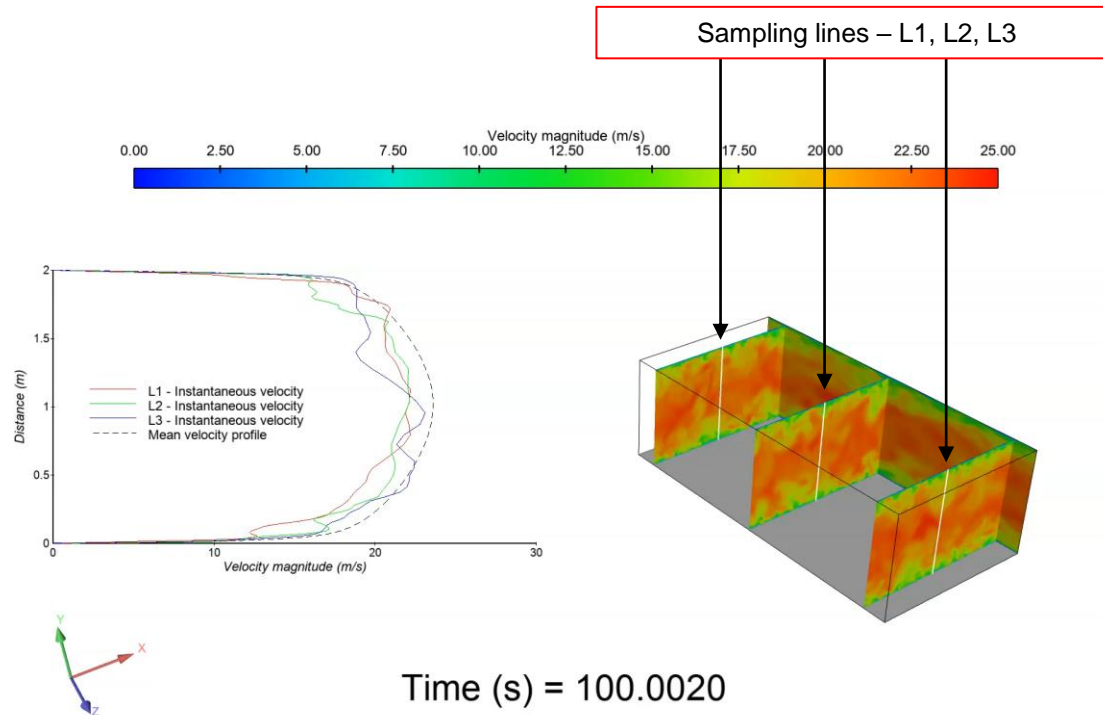 Sampling lines – L1, L2, L3
Velocity magnitude (m/s)
0.00 2.50 5.00 7.50 10.00 12.50 15.00 17.50 20.00 22.50 25.00
2
1.5
1
0.5
0
Distance (m)
L1 - Instantaneous velocity
L2 - Instantaneous velocity
L3 - Instantaneous velocity
Mean velocity profile
0 10 20 30
Velocity magnitude (m/s)
Y
X
Z
Time (s) = 100.0020